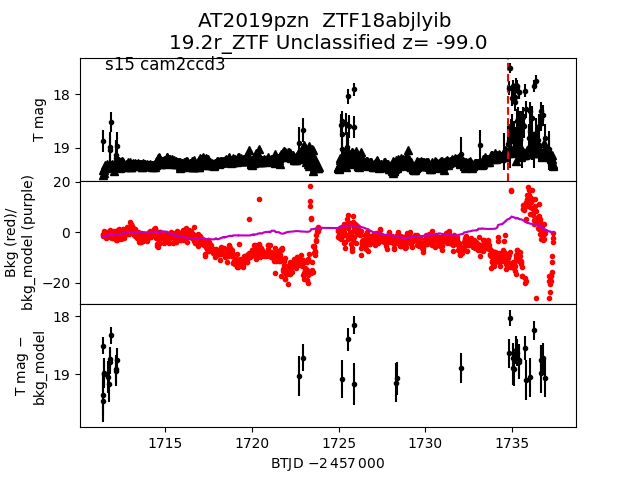 AT2019pzn  ZTF18abjlyib
19.2r_ZTF Unclassified z= -99.0
s15 cam2ccd3
T mag
18
19
Bkg (red)/
bkg_model (purple)
20
0
−20
T mag −
bkg_model
18
19
1715
1720
1725
1730
1735
BTJD −2 457 000